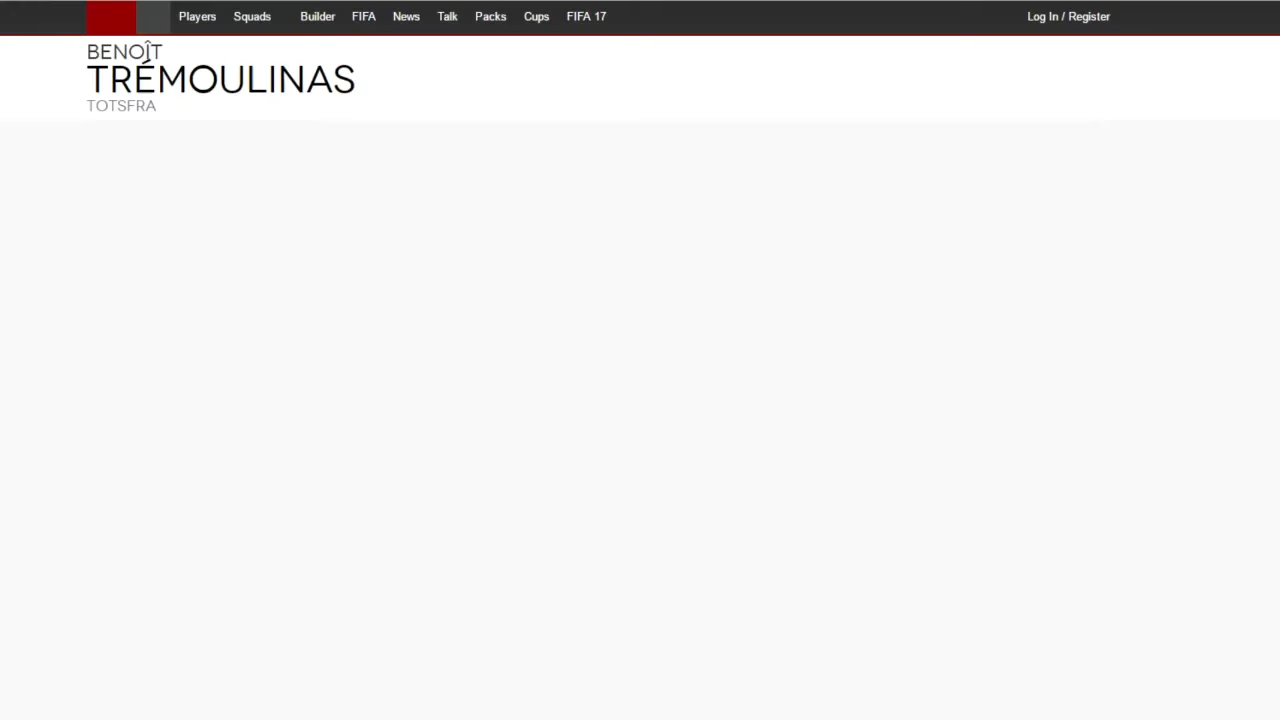 Players Squads Builder FIFA News Talk Packs Cups FIFA 17 Log In / Register
BENOÎT
TRÉMOULINAS
TOTSFRA